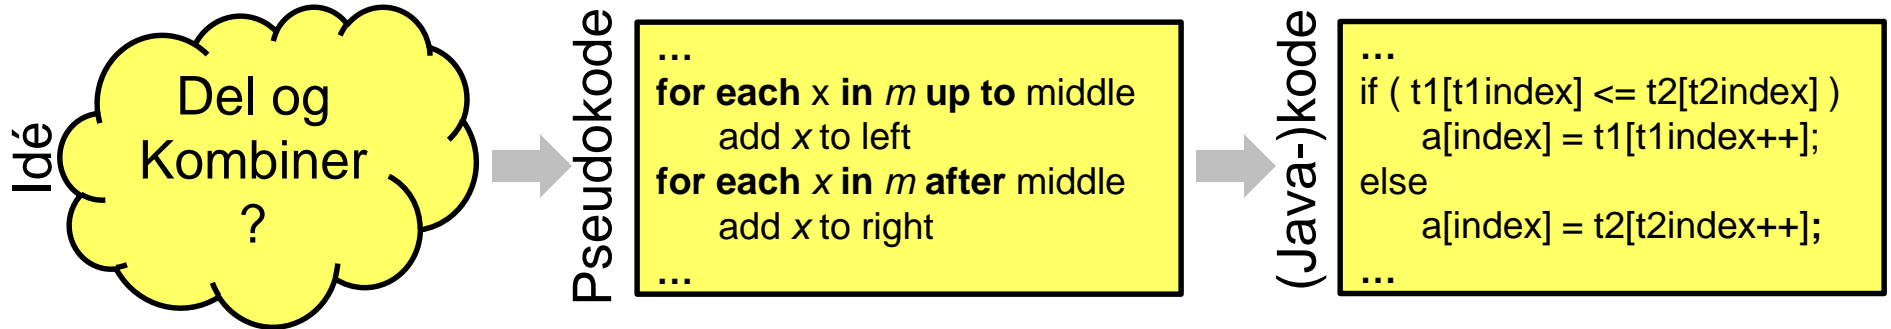 Idé
Del og
Kombiner
?
Pseudokode
...
for each x in m up to middle
add x to left
for each x in m after middle
add x to right
...
(Java-)kode
...
if ( t1[t1index] <= t2[t2index] )
a[index] = t1[t1index++];
else
a[index] = t2[t2index++];
...